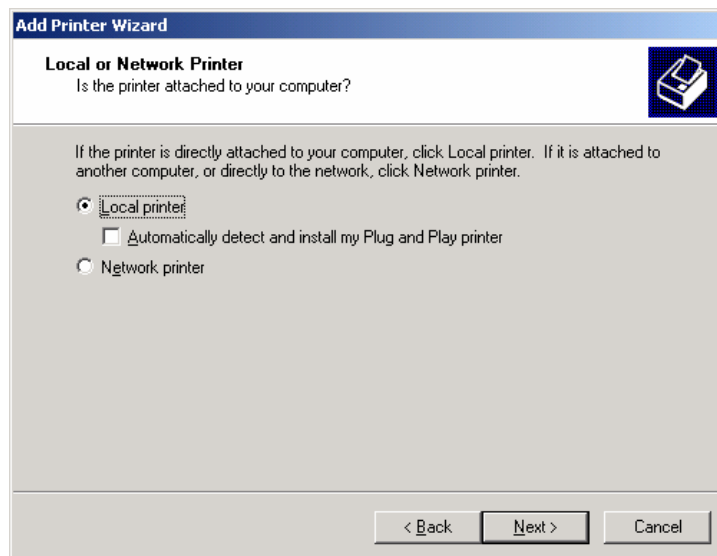 Add Printer Wizard
Local or Network Printer
Is the printer attached to your computer?
If the printer is directly attached to your computer, click Local printer.  If it is attached to
another computer, or directly to the network, click Network printer.
Local printer
Automatically detect and install my Plug and Play printer
Network printer
< Back
Next >
Cancel